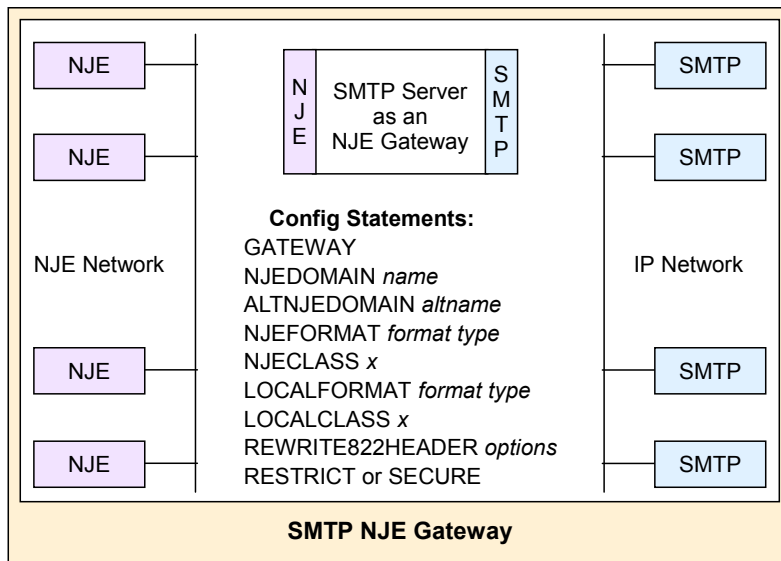 NJE
NJE
NJE Network
NJE
NJE
NJE
SMTP Server
as an
NJE Gateway
SMTP
Config Statements:
GATEWAY
NJEDOMAIN name
ALTNJEDOMAIN altname
NJEFORMAT format type
NJECLASS x
LOCALFORMAT format type
LOCALCLASS x
REWRITE822HEADER options
RESTRICT or SECURE
SMTP
SMTP
IP Network
SMTP
SMTP
SMTP NJE Gateway